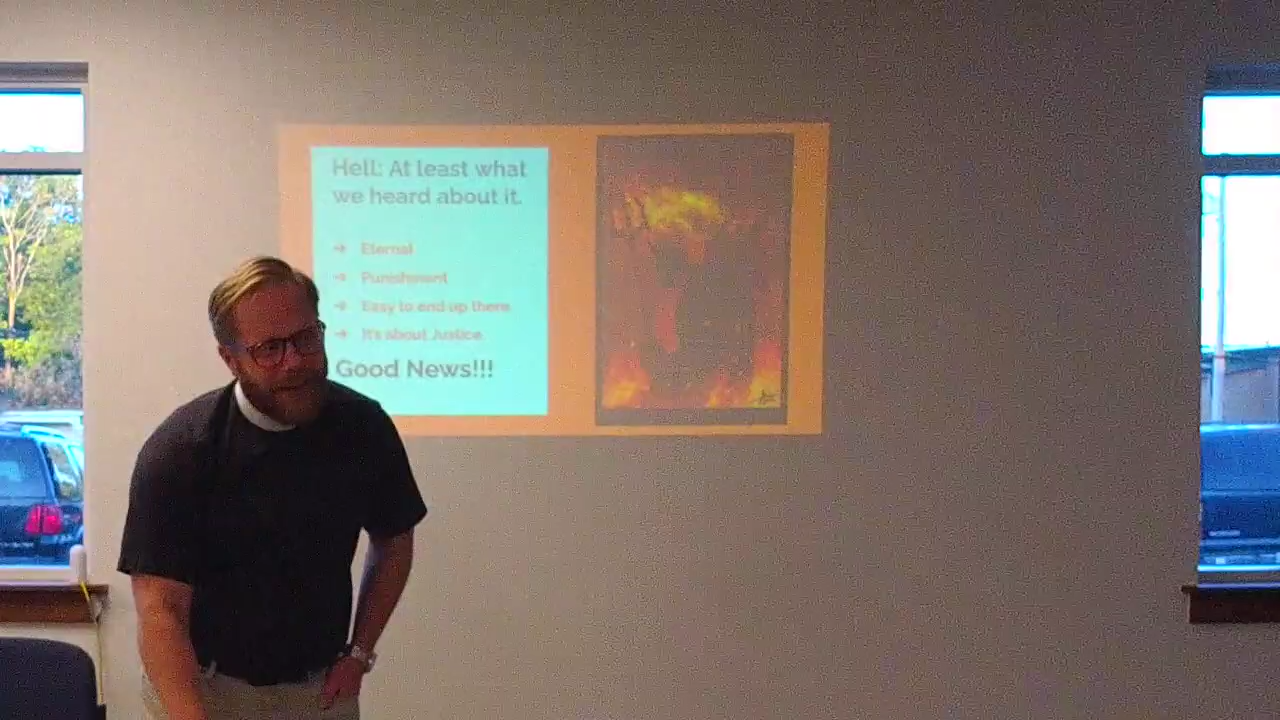 Hell: At least what
we heard about it.
➔ Eternal
➔ Punishment
➔ Easy to end up there
➔ It's about Justice
Good News!!!